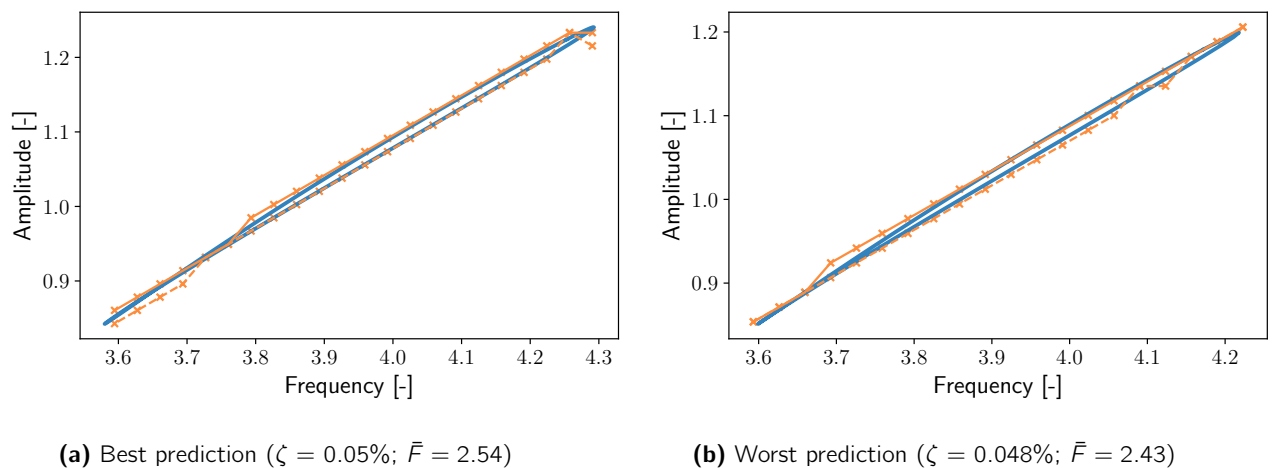 1.2
1.1
1.0
0.9
Amplitude [-]
3.6 3.7 3.8 3.9 4.0 4.1 4.2 4.3
Frequency [-]
(a) Best prediction (ζ = 0.05%; F̄ = 2.54)
1.2
1.1
1.0
0.9
Amplitude [-]
3.6 3.7 3.8 3.9 4.0 4.1 4.2
Frequency [-]
(b) Worst prediction (ζ = 0.048%; F̄ = 2.43)